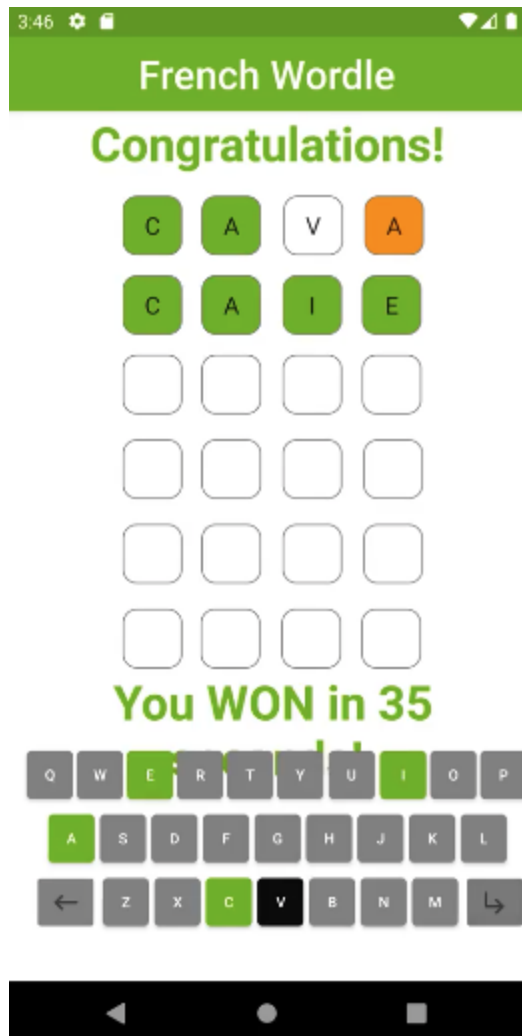 3:46
French Wordle
Congratulations!
C A V A
C A I E
You WON in 35
Q W E R T Y U I O P
A S D F G H J K L
Z X C V B N M